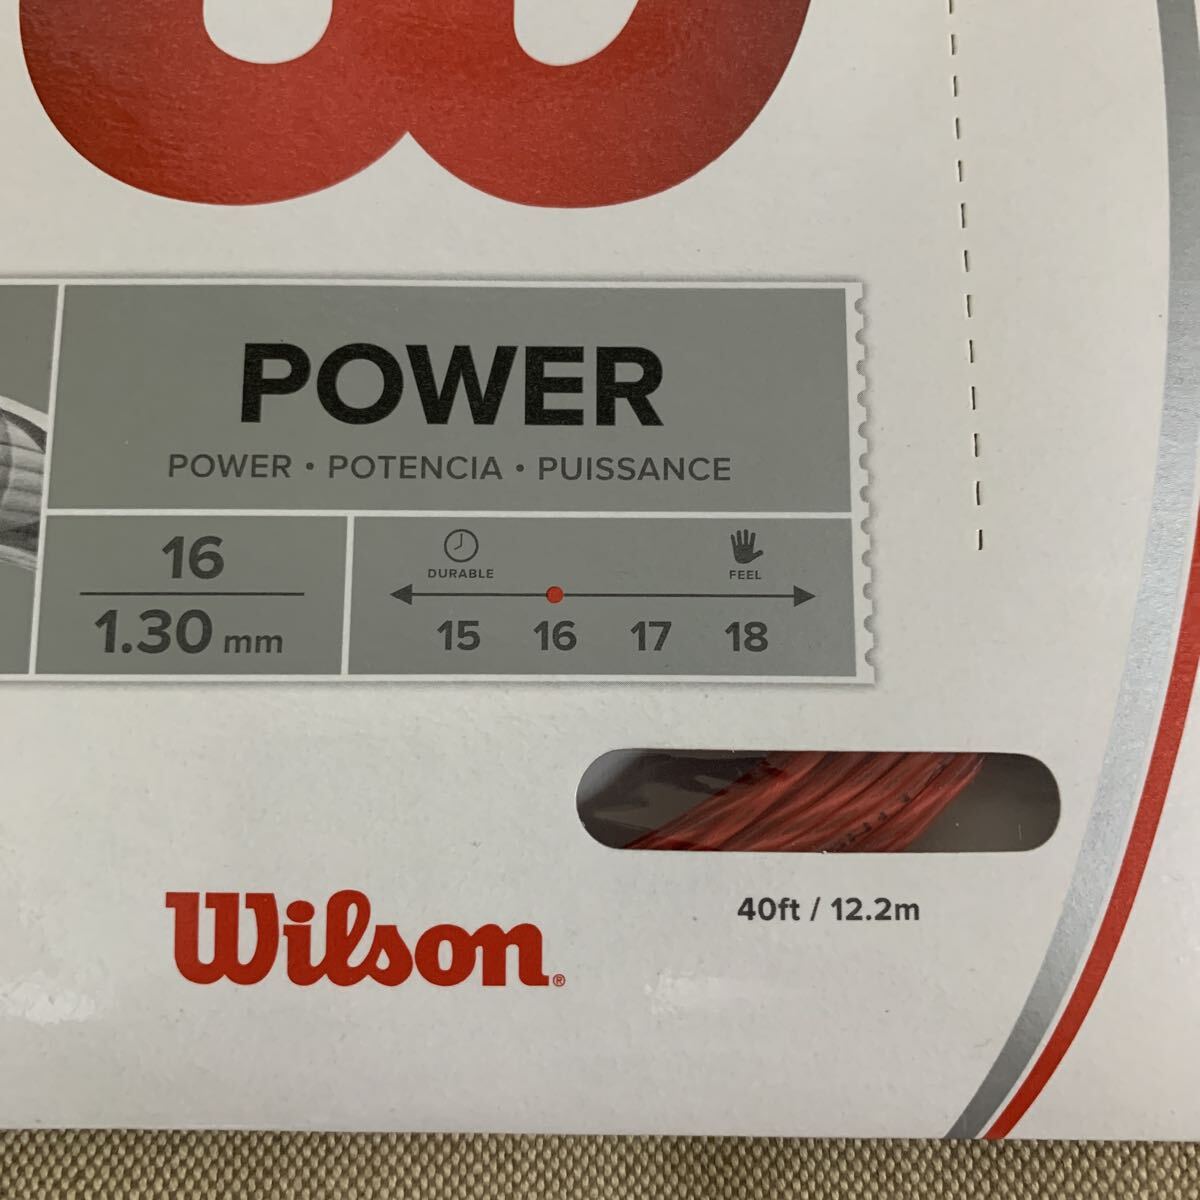 POWER
POWER • POTENCIA • PUISSANCE
16
1.30 mm
DURABLE
FEEL
15 16 17 18
Wilson®
40ft / 12.2m